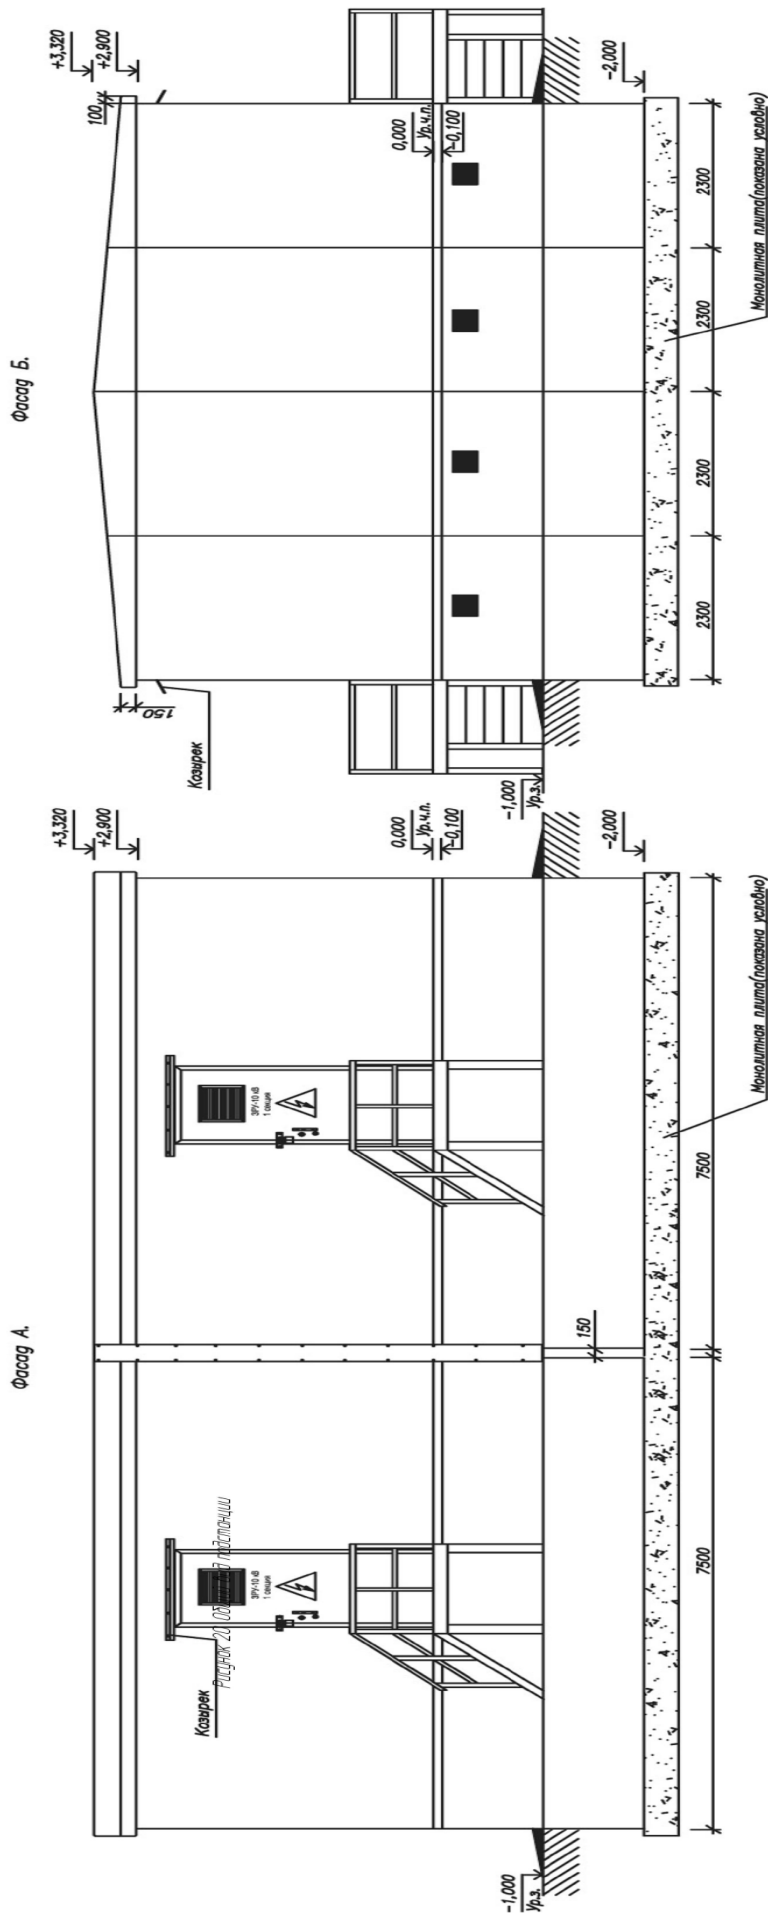 Фасад А.
+3,320
+2,900
0,000
Ур.ч.п.
-0,100
-1,000
Ур.з.
-1,000
Ур.з.
-2,000
Козырек
ЗРУ-10 кВ
1 секция
ЗРУ-10 кВ
1 секция
Рисунок 20 Общий вид подстанции
150
7500
7500
Монолитная плита(показана условно)
Фасад Б.
+3,320
+2,900
100
150
Козырек
0,000
Ур.ч.п.
-0,100
-2,000
2300
2300
2300
2300
Монолитная плита(показана условно)